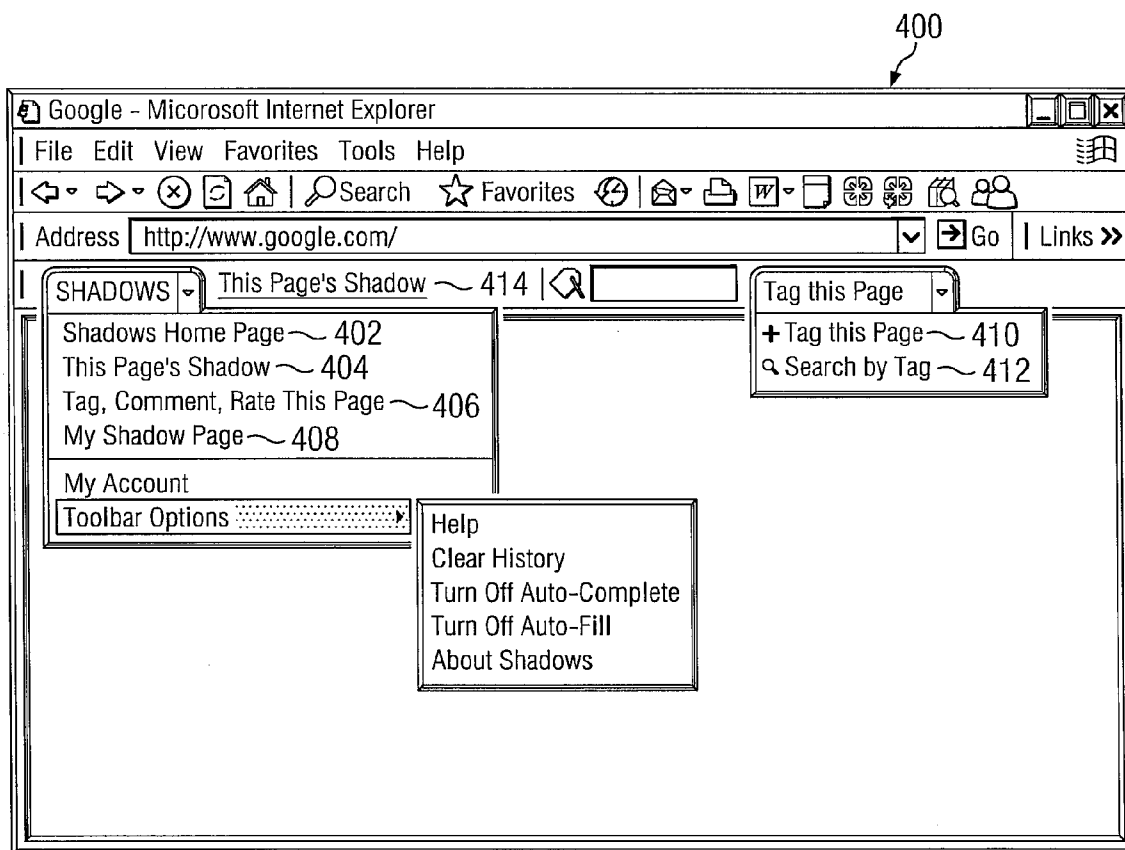 400
Google - Micorosoft Internet Explorer
File Edit View Favorites Tools Help
Search Favorites W
Address http://www.google.com/ Go Links »
SHADOWS This Page's Shadow 414 Tag this Page
Shadows Home Page 402
This Page's Shadow 404
Tag, Comment, Rate This Page 406
My Shadow Page 408
My Account
Toolbar Options
+ Tag this Page 410
Search by Tag 412
Help
Clear History
Turn Off Auto-Complete
Turn Off Auto-Fill
About Shadows